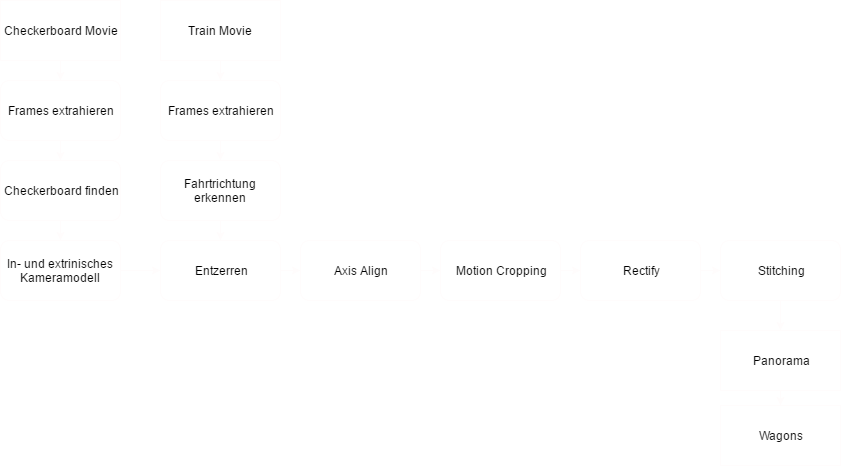 Checkerboard Movie
Train Movie
Frames extrahieren
Frames extrahieren
Checkerboard finden
Fahrtrichtung
erkennen
In- und extrinisches
Kameramodell
Entzerren
Axis Align
Motion Cropping
Rectify
Stitching
Panorama
Wagons